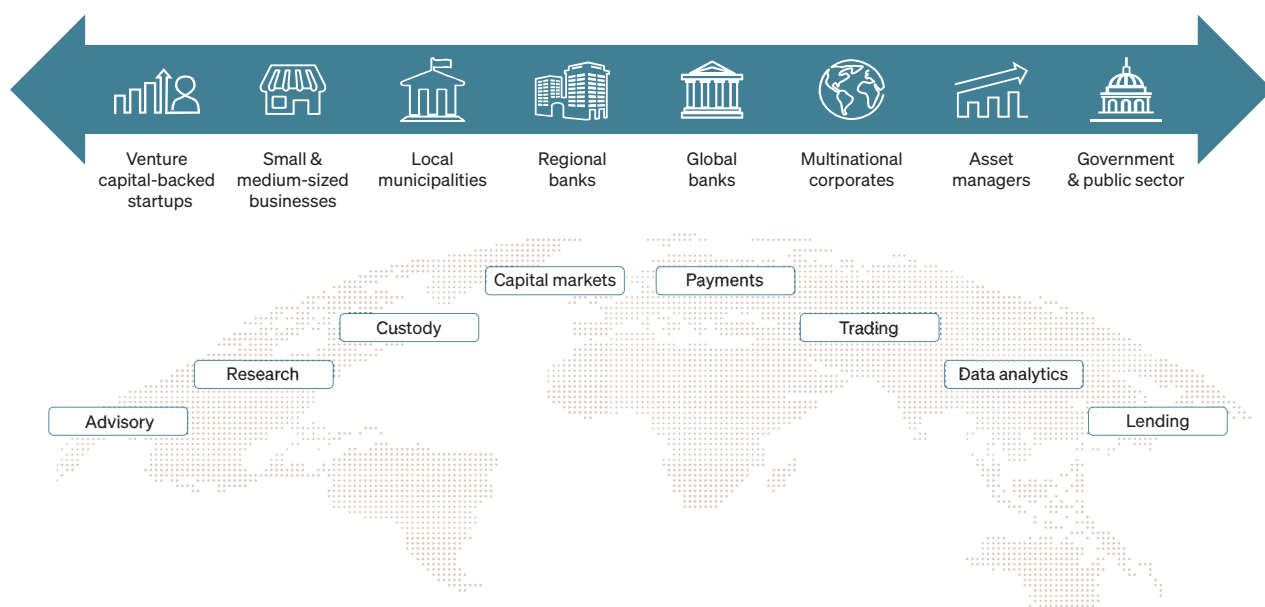 Venture
capital-backed
startups
Small &
medium-sized
businesses
Local
municipalities
Regional
banks
Global
banks
Multinational
corporates
Asset
managers
Government
& public sector
Capital markets
Payments
Custody
Trading
Research
Data analytics
Advisory
Lending